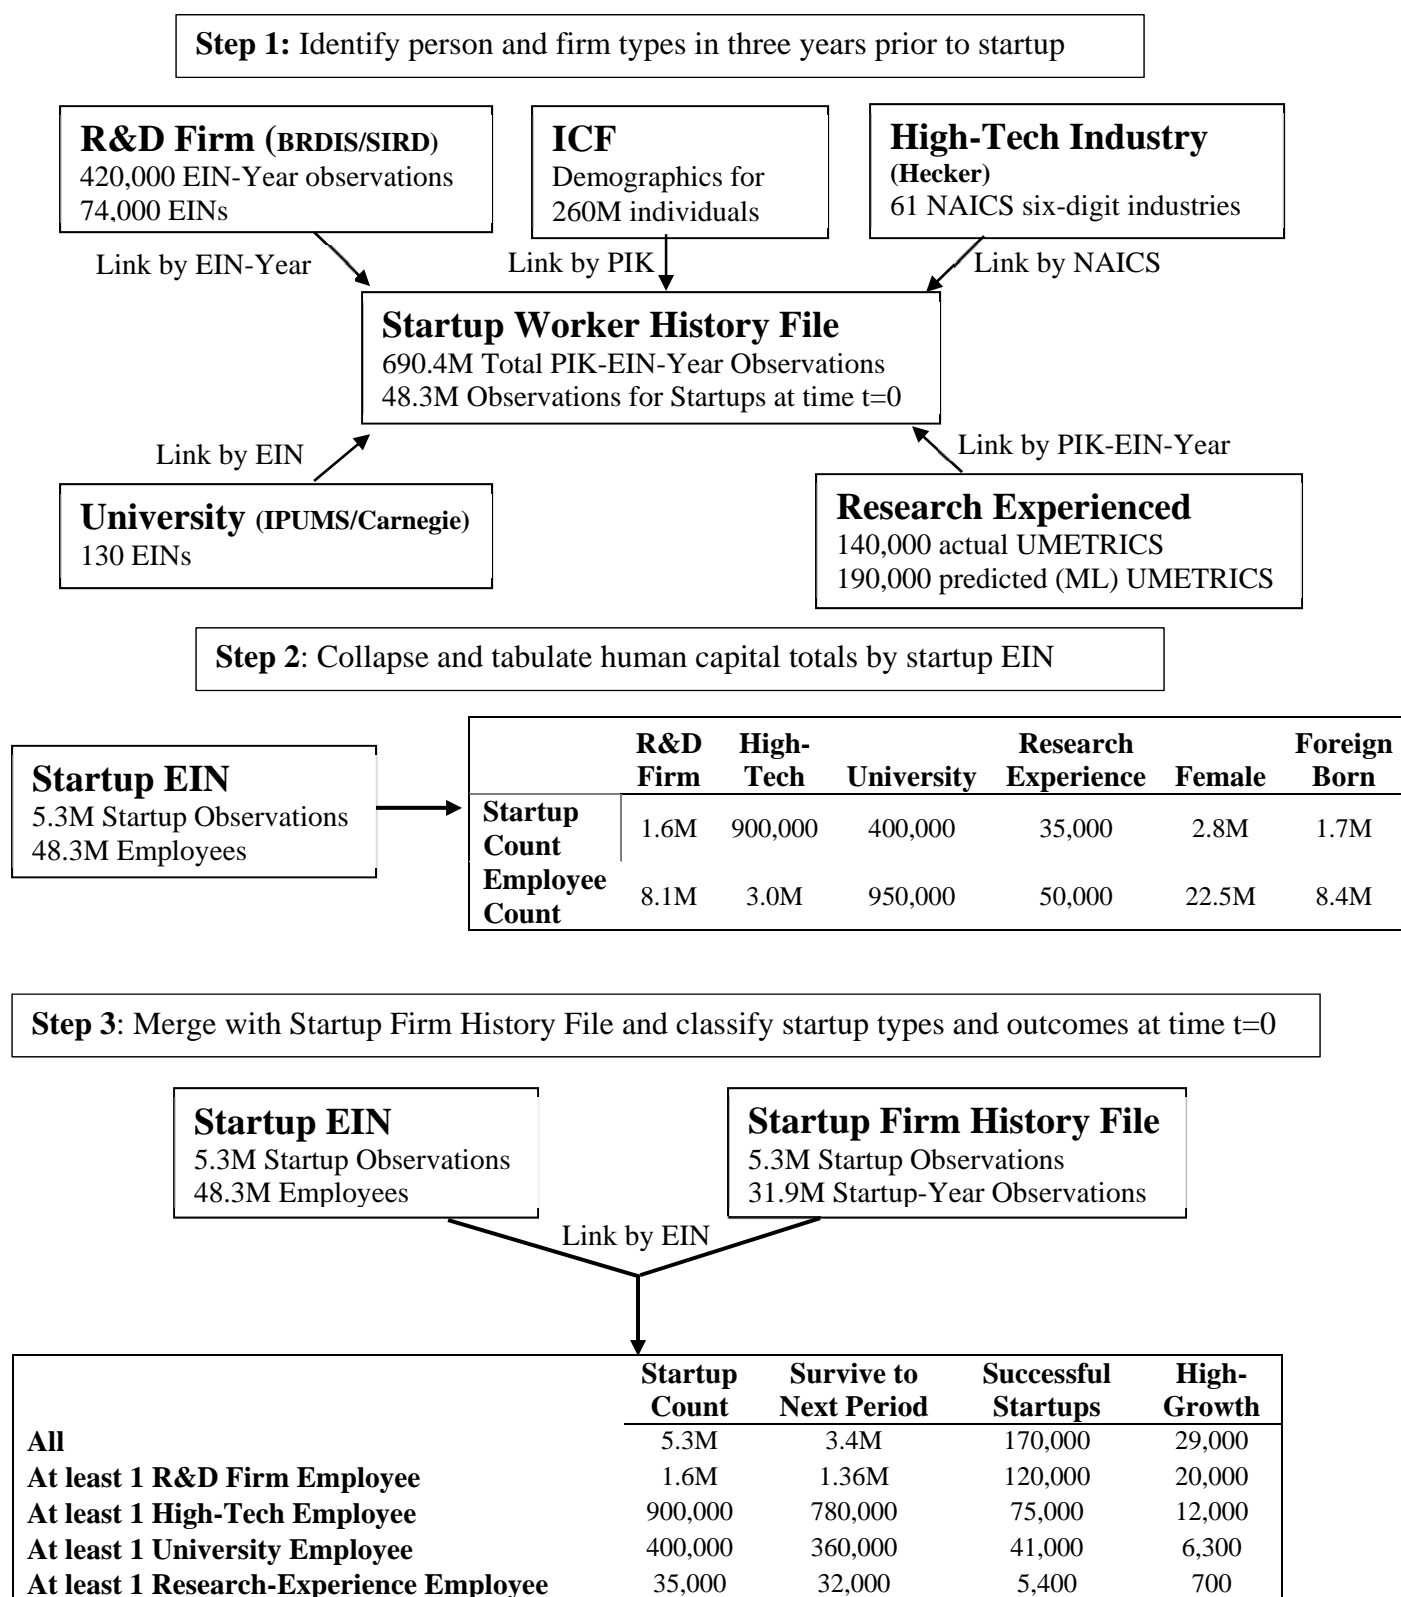 Step 1: Identify person and firm types in three years prior to startup
R&D Firm (BRDIS/SIRD)
420,000 EIN-Year observations
74,000 EINs
ICF
Demographics for
260M individuals
High-Tech Industry
(Hecker)
61 NAICS six-digit industries
Link by EIN-Year
Link by PIK
Link by NAICS
Startup Worker History File
690.4M Total PIK-EIN-Year Observations
48.3M Observations for Startups at time t=0
Link by EIN
Link by PIK-EIN-Year
University (IPUMS/Carnegie)
130 EINs
Research Experienced
140,000 actual UMETRICS
190,000 predicted (ML) UMETRICS
Step 2: Collapse and tabulate human capital totals by startup EIN
Startup EIN
5.3M Startup Observations
48.3M Employees
R&D High- Research Foreign
Firm Tech University Experience Female Born
Startup
Count 1.6M 900,000 400,000 35,000 2.8M 1.7M
Employee
Count 8.1M 3.0M 950,000 50,000 22.5M 8.4M
Step 3: Merge with Startup Firm History File and classify startup types and outcomes at time t=0
Startup EIN
5.3M Startup Observations
48.3M Employees
Startup Firm History File
5.3M Startup Observations
31.9M Startup-Year Observations
Link by EIN
Startup Survive to Successful High-
Count Next Period Startups Growth
All 5.3M 3.4M 170,000 29,000
At least 1 R&D Firm Employee 1.6M 1.36M 120,000 20,000
At least 1 High-Tech Employee 900,000 780,000 75,000 12,000
At least 1 University Employee 400,000 360,000 41,000 6,300
At least 1 Research-Experience Employee 35,000 32,000 5,400 700